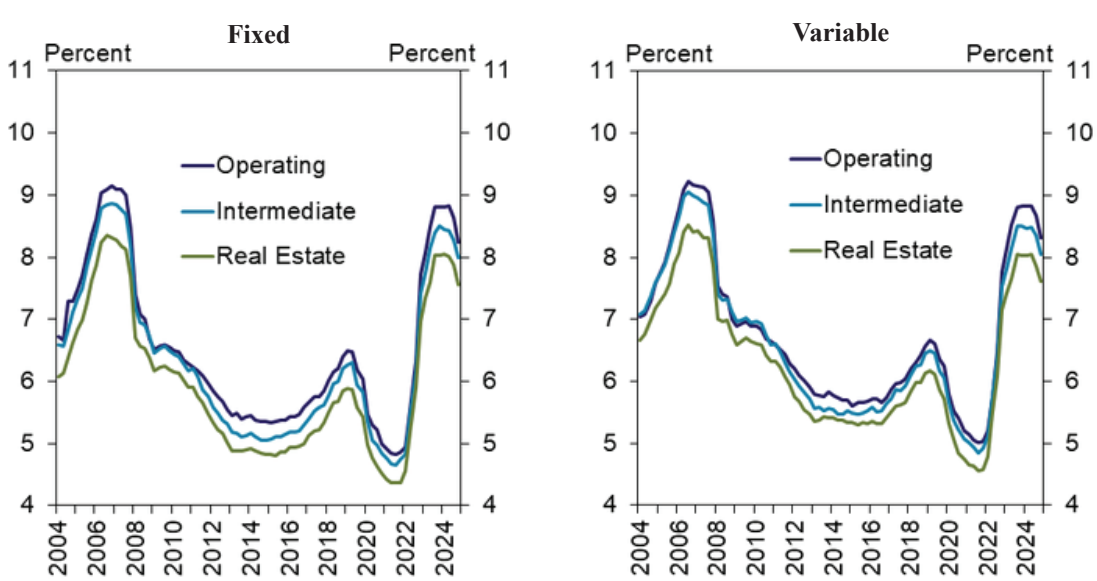 Fixed
Percent Percent
11 11
10 10
9 9
8 8
7 7
6 6
5 5
4 4
Operating
Intermediate
Real Estate
2004 2006 2008 2010 2012 2014 2016 2018 2020 2022 2024
Variable
Percent Percent
11 11
10 10
9 9
8 8
7 7
6 6
5 5
4 4
Operating
Intermediate
Real Estate
2004 2006 2008 2010 2012 2014 2016 2018 2020 2022 2024